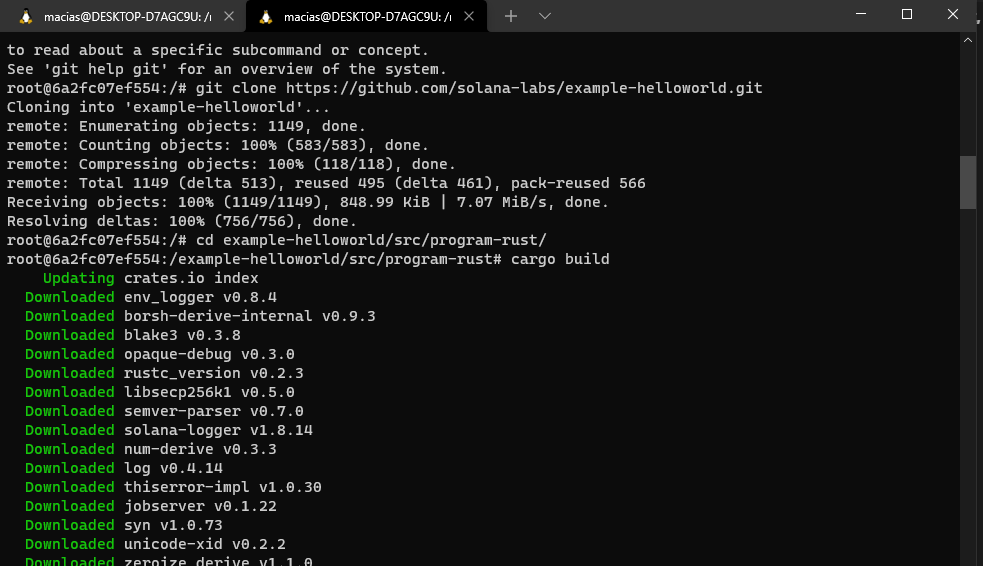 macias@DESKTOP-D7AGC9U: /r
macias@DESKTOP-D7AGC9U: /r
to read about a specific subcommand or concept.
See 'git help git' for an overview of the system.
root@6a2fc07ef554:/# git clone https://github.com/solana-labs/example-helloworld.git
Cloning into 'example-helloworld'...
remote: Enumerating objects: 1149, done.
remote: Counting objects: 100% (583/583), done.
remote: Compressing objects: 100% (118/118), done.
remote: Total 1149 (delta 513), reused 495 (delta 461), pack-reused 566
Receiving objects: 100% (1149/1149), 848.99 KiB | 7.07 MiB/s, done.
Resolving deltas: 100% (756/756), done.
root@6a2fc07ef554:/# cd example-helloworld/src/program-rust/
root@6a2fc07ef554:/example-helloworld/src/program-rust# cargo build
Updating crates.io index
Downloaded env_logger v0.8.4
Downloaded borsh-derive-internal v0.9.3
Downloaded blake3 v0.3.8
Downloaded opaque-debug v0.3.0
Downloaded rustc_version v0.2.3
Downloaded libsecp256k1 v0.5.0
Downloaded semver-parser v0.7.0
Downloaded solana-logger v1.8.14
Downloaded num-derive v0.3.3
Downloaded log v0.4.14
Downloaded thiserror-impl v1.0.30
Downloaded jobserver v0.1.22
Downloaded syn v1.0.73
Downloaded unicode-xid v0.2.2
Downloaded zeroize_derive v1.1.0